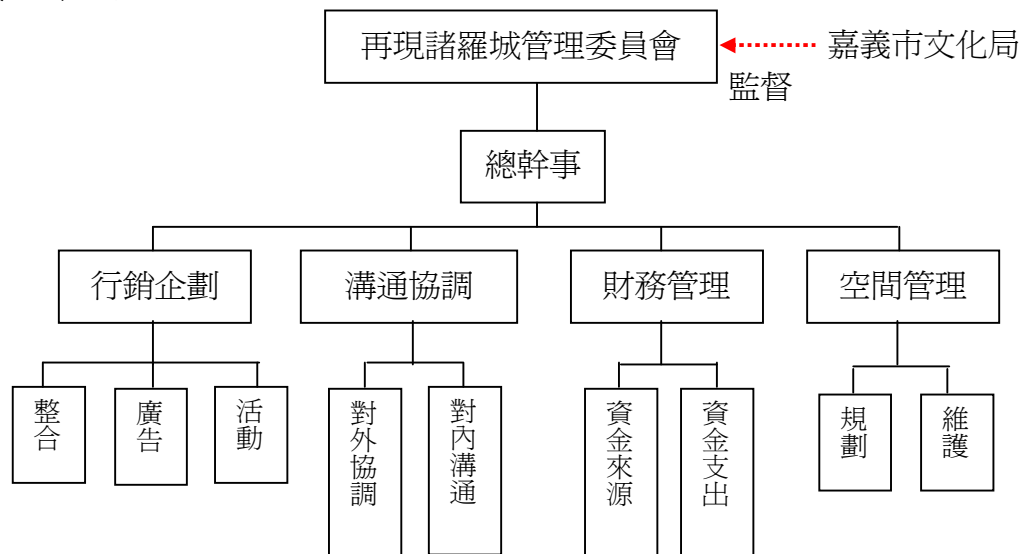 再現諸羅城管理委員會
嘉義市文化局
監督
總幹事
行銷企劃
溝通協調
財務管理
空間管理
整合
廣告
活動
對外協調
對內溝通
資金來源
資金支出
規劃
維護